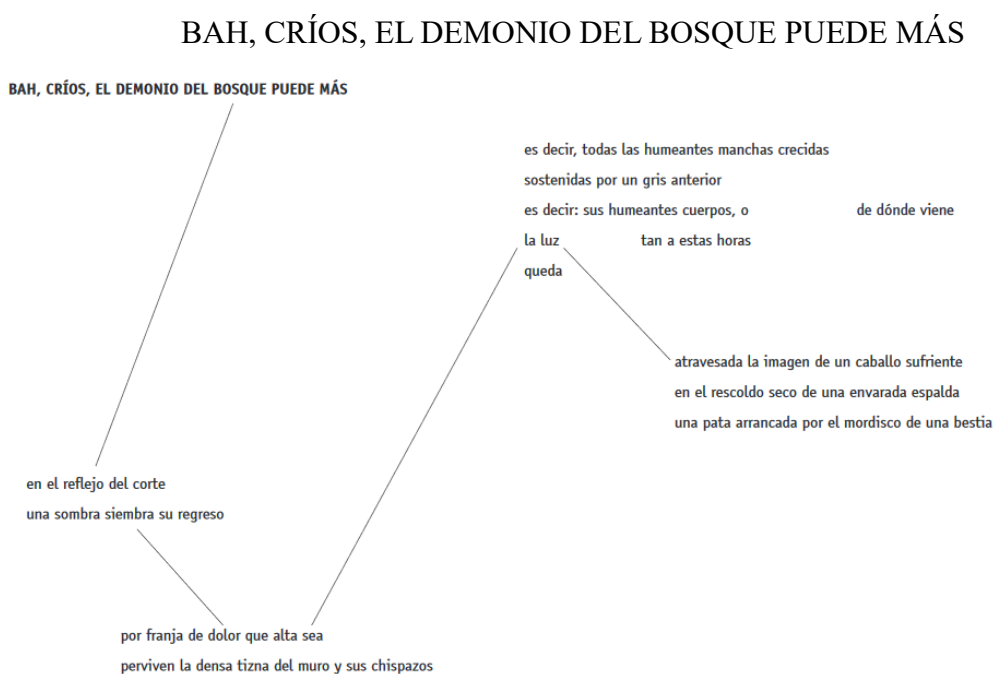 BAH, CRÍOS, EL DEMONIO DEL BOSQUE PUEDE MÁS
BAH, CRÍOS, EL DEMONIO DEL BOSQUE PUEDE MÁS
en el reflejo del corte
una sombra siembra su regreso
por franja de dolor que alta sea
perviven la densa tizna del muro y sus chispazos
es decir, todas las humeantes manchas crecidas
sostenidas por un gris anterior
es decir: sus humeantes cuerpos, o de dónde viene
la luz tan a estas horas
queda
atravesada la imagen de un caballo sufriente
en el rescoldo seco de una envarada espalda
una pata arrancada por el mordisco de una bestia